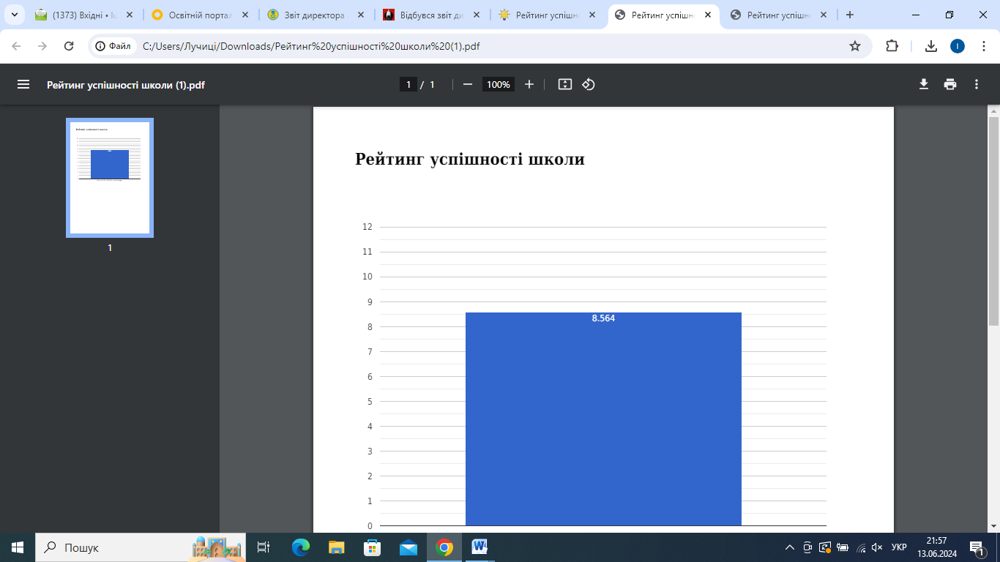 (1373) Вхідні • lu
Освітній портал
Звіт директора
Відбувся звіт ди
Рейтинг успішн
Рейтинг успішн
Рейтинг успішн
Файл
C:/Users/Лучиці/Downloads/Рейтинг%20успішності%20школи%20(1).pdf
І
Рейтинг успішності школи (1).pdf
1 / 1
100%
1
Рейтинг успішності школи
12
11
10
9
8.564
8
7
6
5
4
3
2
1
0
Пошук
УКР
21:57
13.06.2024
1